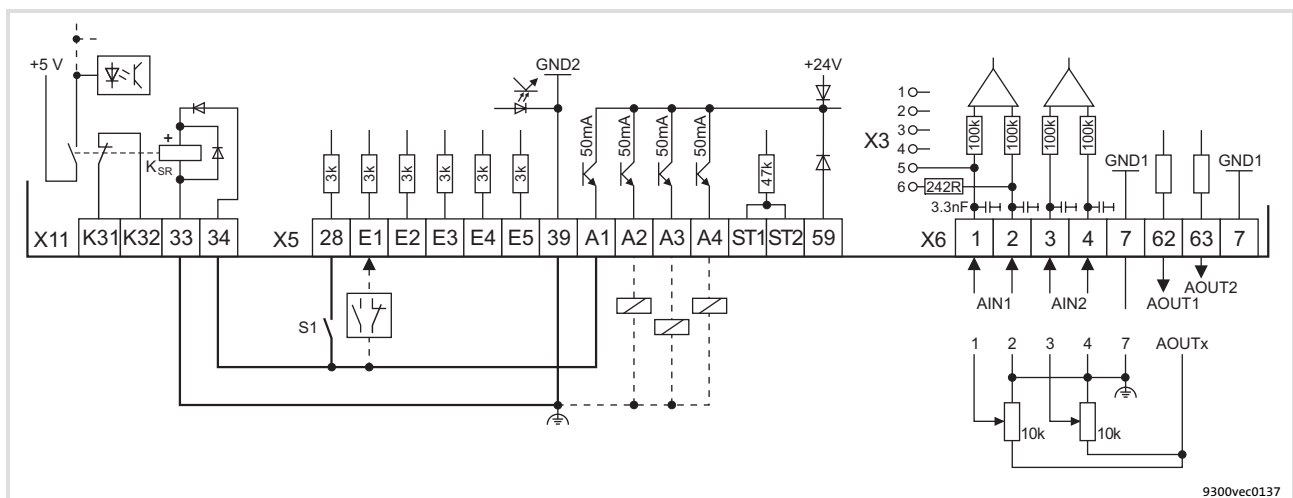 +5 V
+
K SR
GND2
+24V
3k
3k
3k
3k
3k
3k
50mA
50mA
50mA
50mA
47k
1
2
3
4
5
6
X3
242R
100k
100k
100k
100k
3.3nF
GND1
GND1
X11 K31 K32 33 34
X5 28 E1 E2 E3 E4 E5 39 A1 A2 A3 A4 ST1 ST2 59
X6 1 2 3 4 7 62 63 7
S1
AIN1
AIN2
AOUT1
AOUT2
1 2 3 4 7 AOUTx
10k
10k
9300vec0137